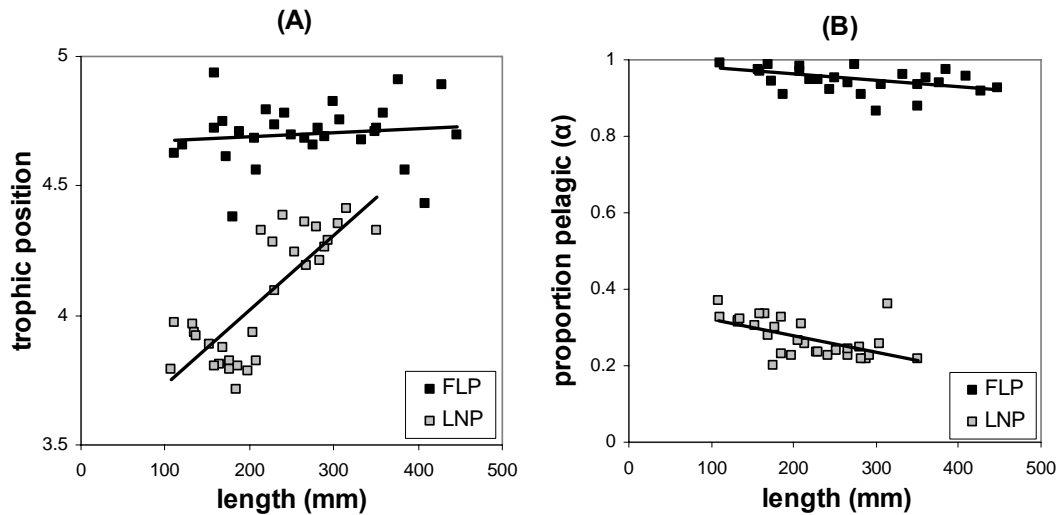 (A)
trophic position
5
4.5
4
3.5
0 100 200 300 400 500
length (mm)
FLP
LNP
(B)
proportion pelagic (α)
1
0.8
0.6
0.4
0.2
0
0 100 200 300 400 500
length (mm)
FLP
LNP